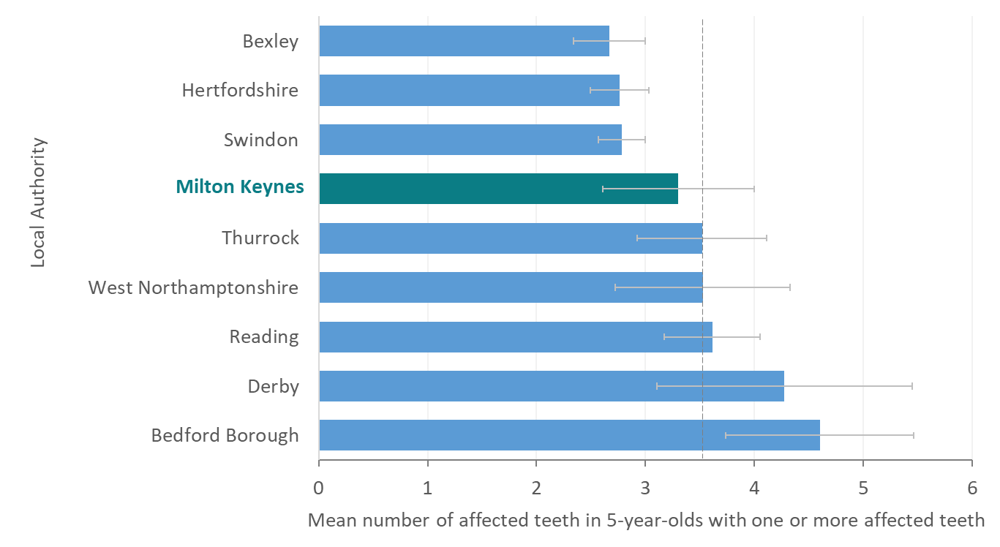 Local Authority
Bexley
Hertfordshire
Swindon
Milton Keynes
Thurrock
West Northamptonshire
Reading
Derby
Bedford Borough
0 1 2 3 4 5 6
Mean number of affected teeth in 5-year-olds with one or more affected teeth